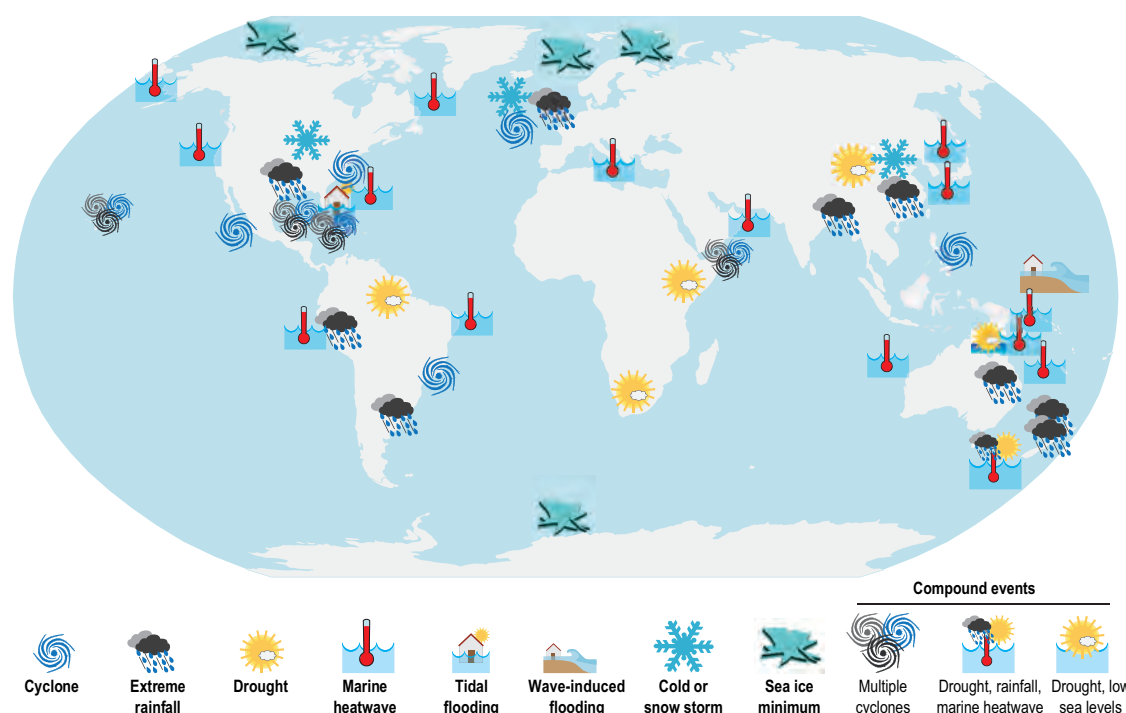 Compound events
Cyclone
Extreme
rainfall
Drought
Marine
heatwave
Tidal
flooding
Wave-induced
flooding
Cold or
snow storm
Sea ice
minimum
Multiple
cyclones
Drought, rainfall,
marine heatwave
Drought, low
sea levels